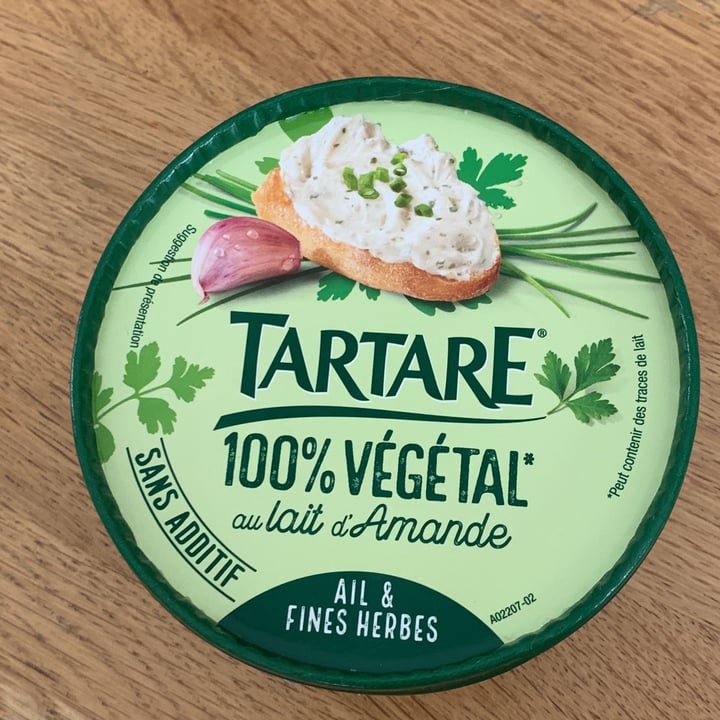 Suggestion de présentation
TARTARE®
100% VÉGÉTAL*
au lait d'Amande
*Peut contenir des traces de lait
SANS ADDITIF
AIL &
FINES HERBES
A02207-02